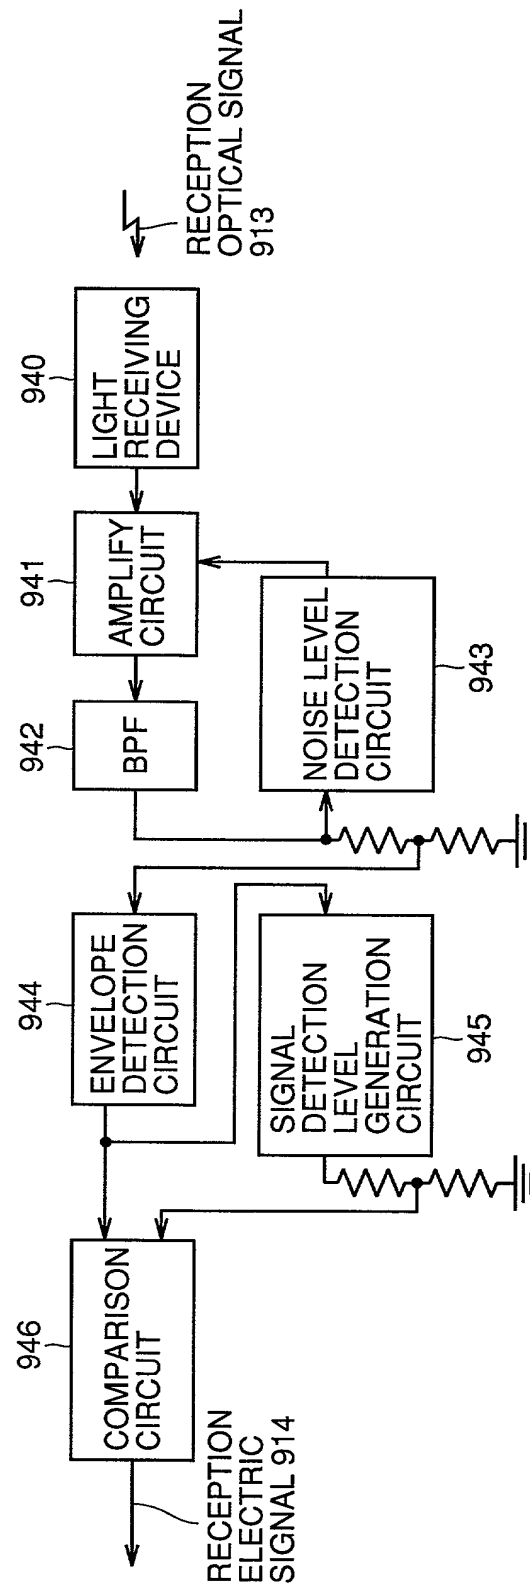 946
COMPARISON
CIRCUIT
RECEPTION
ELECTRIC
SIGNAL 914
944
ENVELOPE
DETECTION
CIRCUIT
SIGNAL
DETECTION
LEVEL
GENERATION
CIRCUIT
945
942
BPF
941
AMPLIFY
CIRCUIT
NOISE LEVEL
DETECTION
CIRCUIT
943
940
LIGHT
RECEIVING
DEVICE
RECEPTION
OPTICAL SIGNAL
913